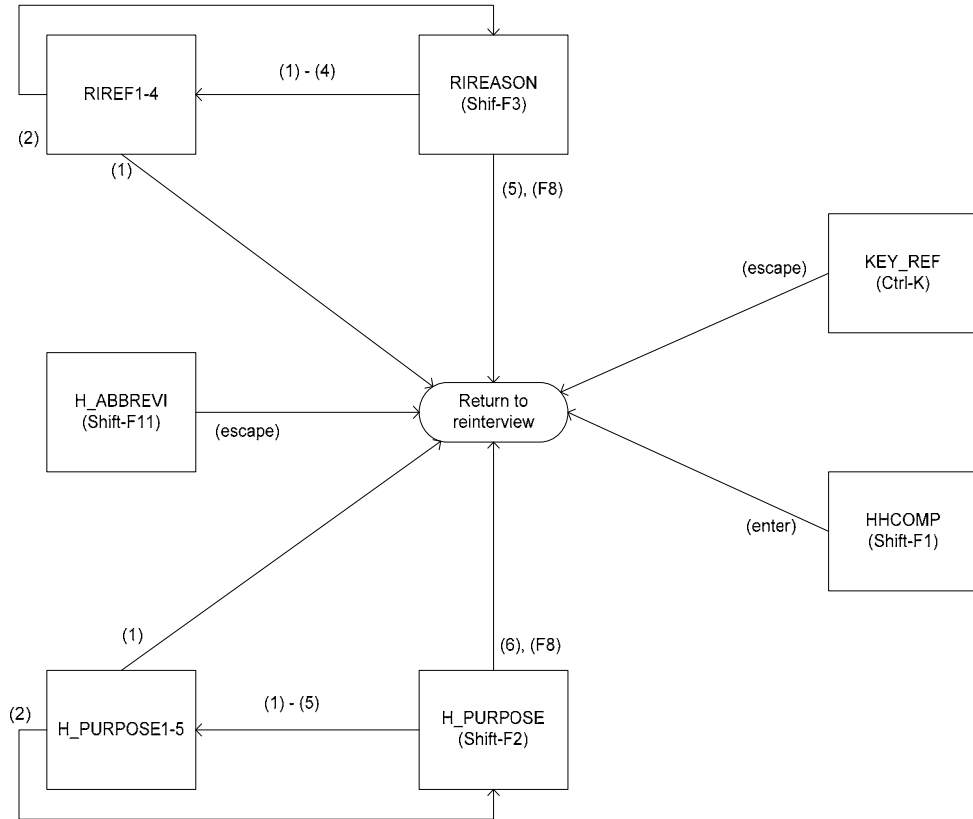 RIREF1-4
(1) - (4)
RIREASON
(Shif-F3)
(2)
(1)
(5), (F8)
KEY_REF
(Ctrl-K)
(escape)
H_ABBREVI
(Shift-F11)
(escape)
Return to
reinterview
HHCOMP
(Shift-F1)
(enter)
(1)
(6), (F8)
(2)
H_PURPOSE1-5
(1) - (5)
H_PURPOSE
(Shift-F2)